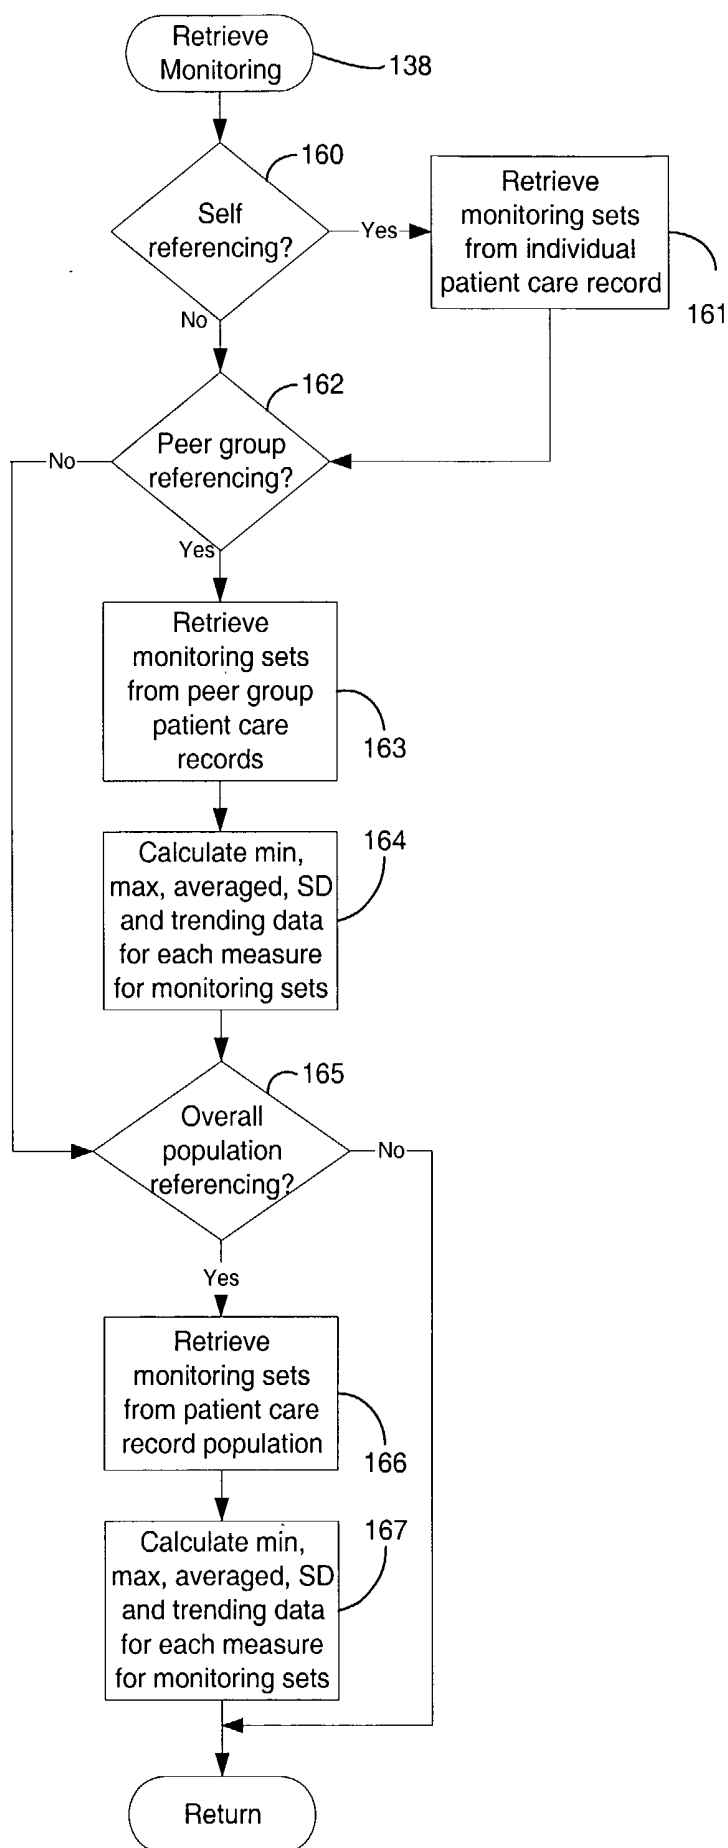 Retrieve
Monitoring
138
160
Self
referencing?
Yes
Retrieve
monitoring sets
from individual
patient care record
161
No
162
Peer group
referencing?
No
Yes
Retrieve
monitoring sets
from peer group
patient care
records
163
164
Calculate min,
max, averaged, SD
and trending data
for each measure
for monitoring sets
165
Overall
population
referencing?
No
Yes
Retrieve
monitoring sets
from patient care
record population
166
167
Calculate min,
max, averaged, SD
and trending data
for each measure
for monitoring sets
Return